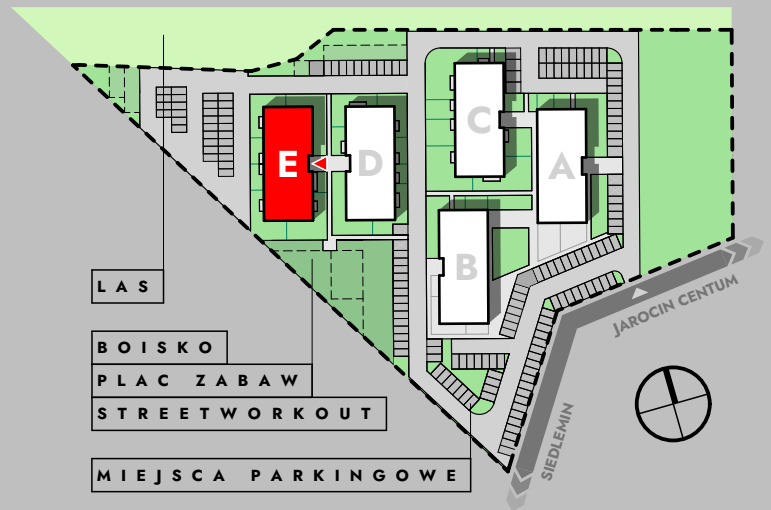 C
E
D
A
B
LAS
JAROCIN CENTUM
BOISKO
PLAC ZABAW
STREETWORKOUT
SIEDLEMIN
MIEJSCA PARKINGOWE